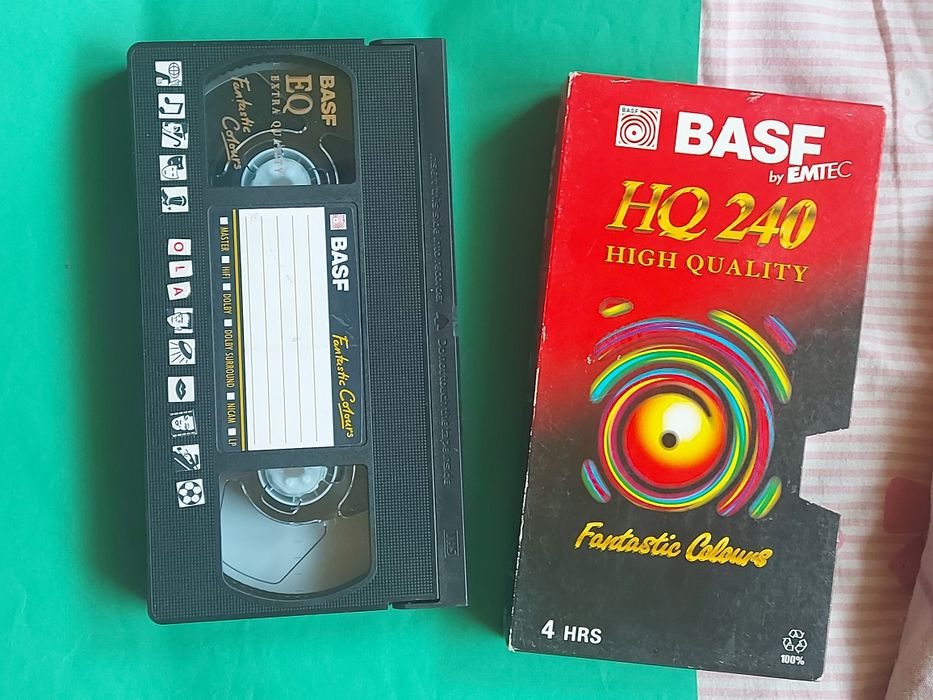 BASF
EQ
EXTRA QUALITY
Fantastic
Colours
BASF
Fantastic Colours
MASTER HIFI DOLBY DOLBY SURROUND NICAM LP
O
L
A
VHS
BASF
BASF
by EMTEC
HQ 240
HIGH QUALITY
Fantastic Colours
4 HRS
100%